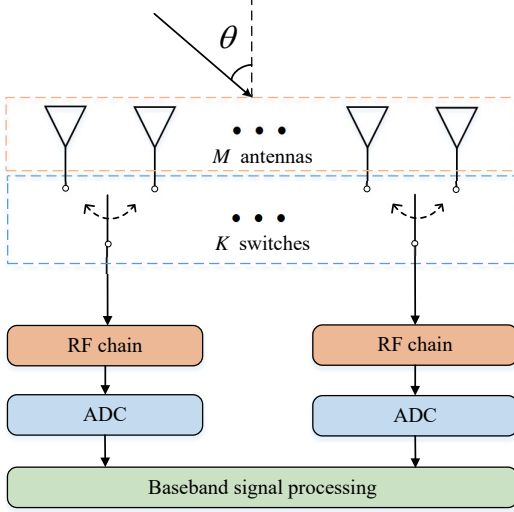 θ
M antennas
K switches
RF chain
RF chain
ADC
ADC
Baseband signal processing